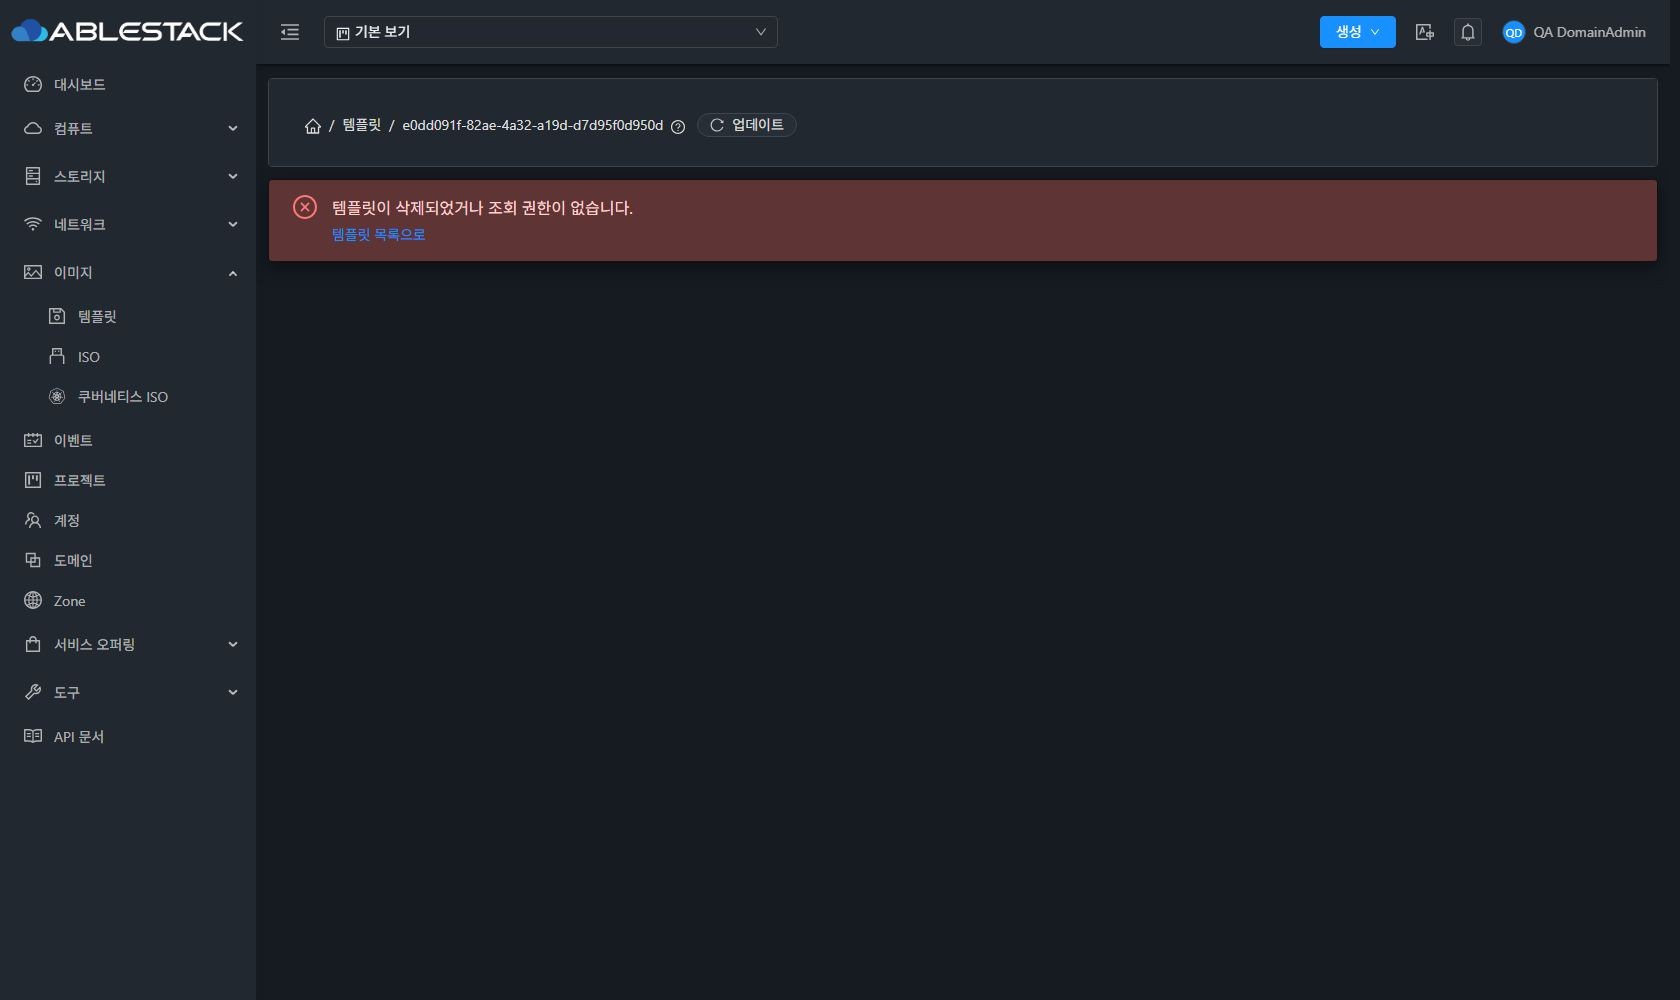 ABLESTACK
기본 보기
생성
QD
QA DomainAdmin
대시보드
컴퓨트
스토리지
네트워크
이미지
템플릿
ISO
쿠버네티스 ISO
이벤트
프로젝트
계정
도메인
Zone
서비스 오퍼링
도구
API 문서
/ 템플릿 / e0dd091f-82ae-4a32-a19d-d7d95f0d950d
업데이트
템플릿이 삭제되었거나 조회 권한이 없습니다.
템플릿 목록으로